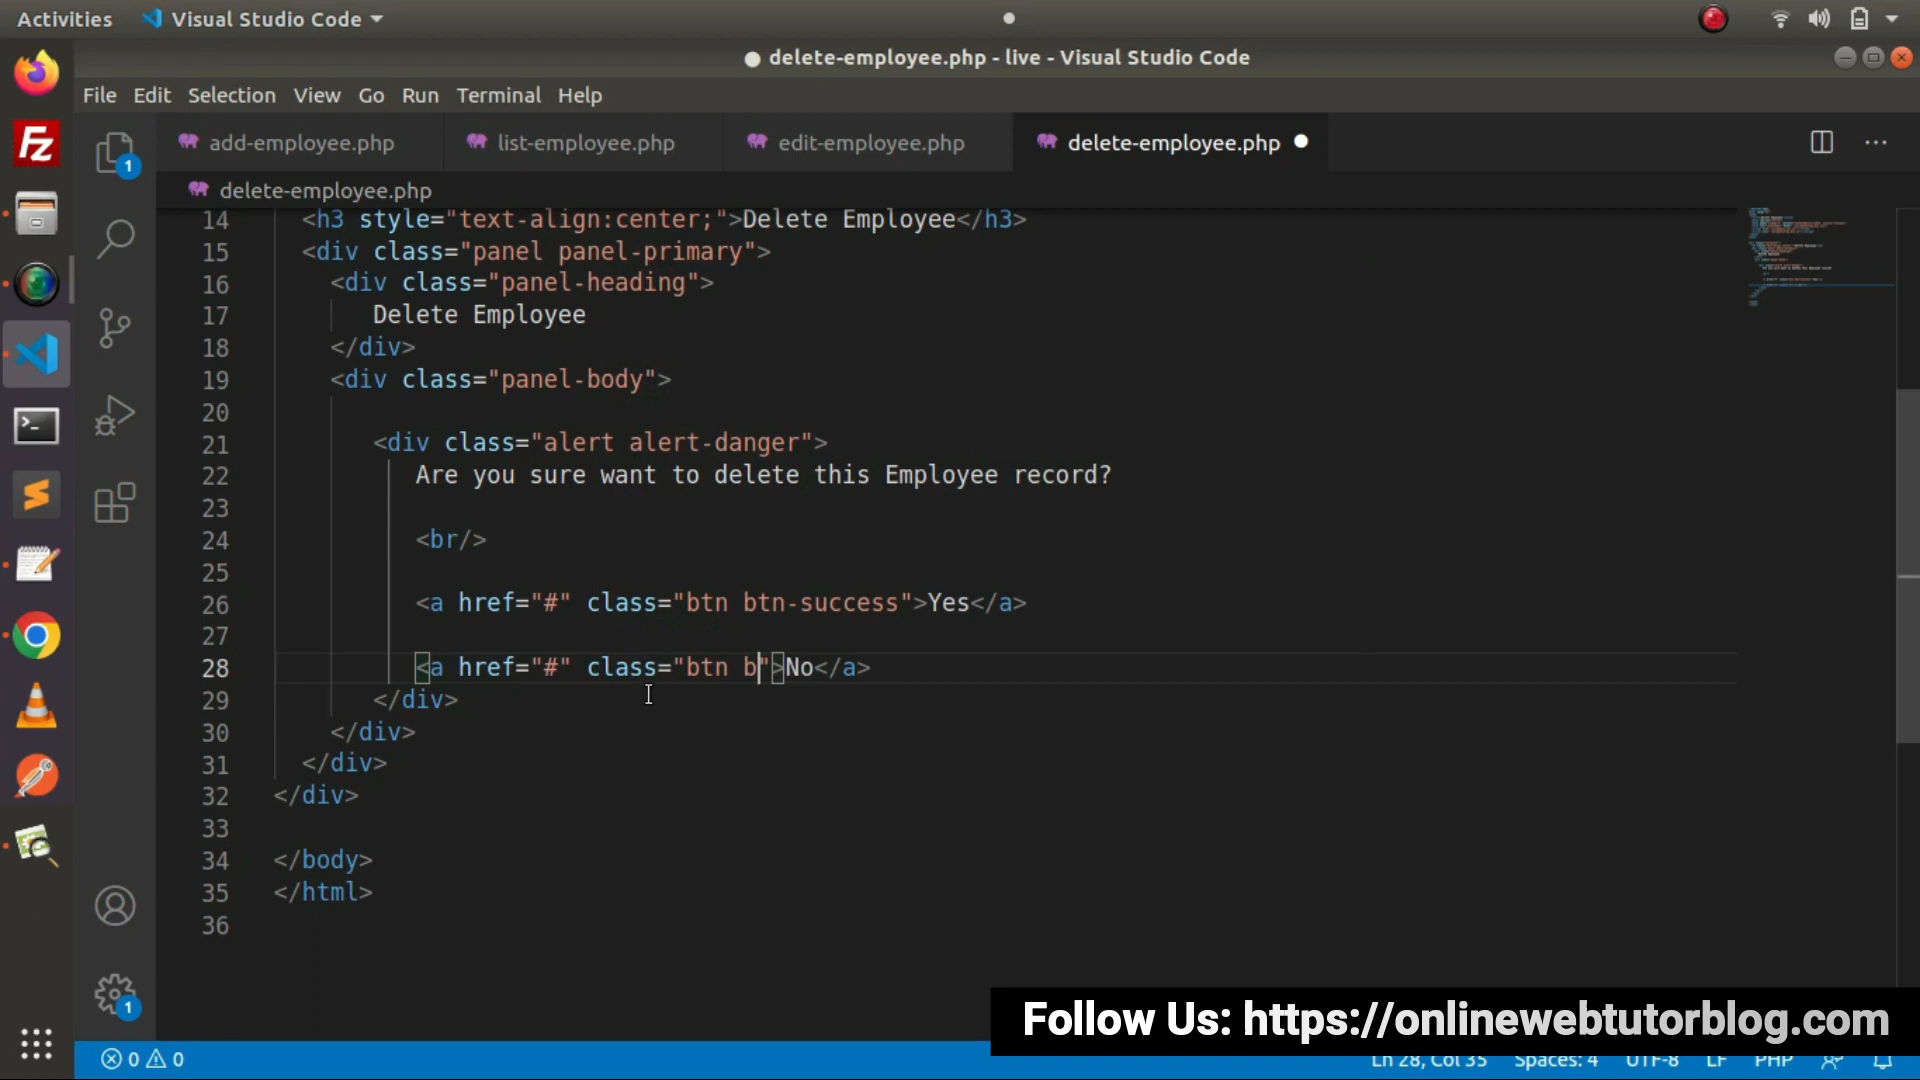 Activities Visual Studio Code
delete-employee.php - live - Visual Studio Code
File Edit Selection View Go Run Terminal Help
add-employee.php list-employee.php edit-employee.php delete-employee.php
delete-employee.php
14 <h3 style="text-align:center;">Delete Employee</h3>
15 <div class="panel panel-primary">
16 <div class="panel-heading">
17 Delete Employee
18 </div>
19 <div class="panel-body">
20
21 <div class="alert alert-danger">
22 Are you sure want to delete this Employee record?
23
24 <br/>
25
26 <a href="#" class="btn btn-success">Yes</a>
27
28 <a href="#" class="btn b">No</a>
29 </div>
30 </div>
31 </div>
32 </div>
33
34 </body>
35 </html>
36
1
1
Fz
Follow Us: https://onlinewebtutorblog.com
0 0 Ln 28, Col 35 Spaces: 4 UTF-8 LF PHP